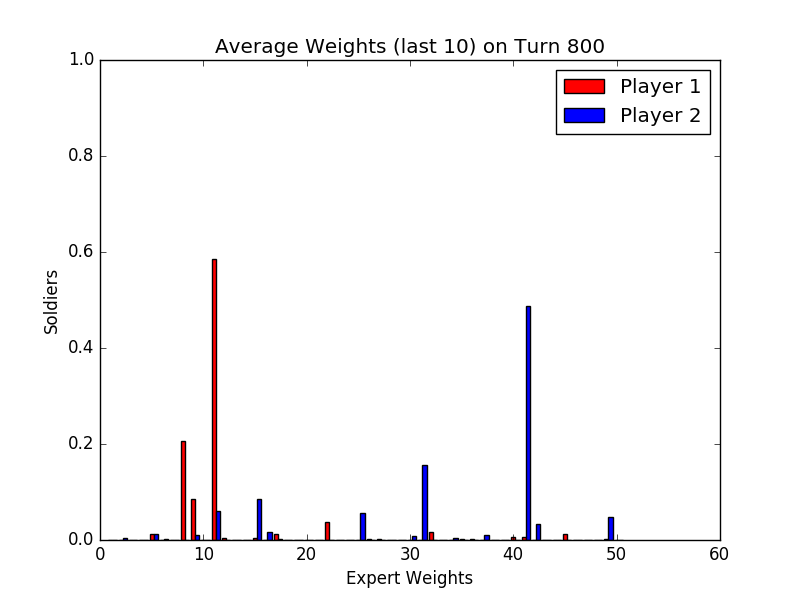 Average Weights (last 10) on Turn 800
1.0
0.8
0.6
0.4
0.2
0.0
Soldiers
Player 1
Player 2
0 10 20 30 40 50 60
Expert Weights